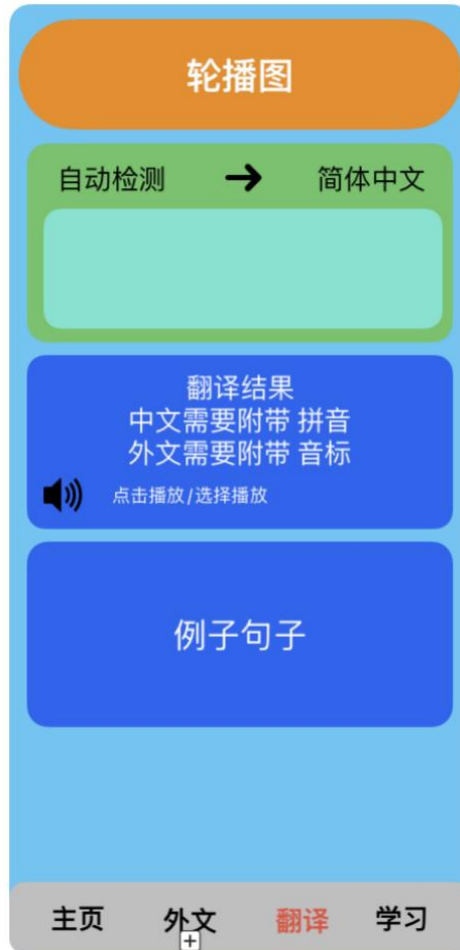 轮播图
自动检测 → 简体中文
翻译结果
中文需要附带 拼音
外文需要附带 音标
点击播放/选择播放
例子句子
主页 外文 翻译 学习